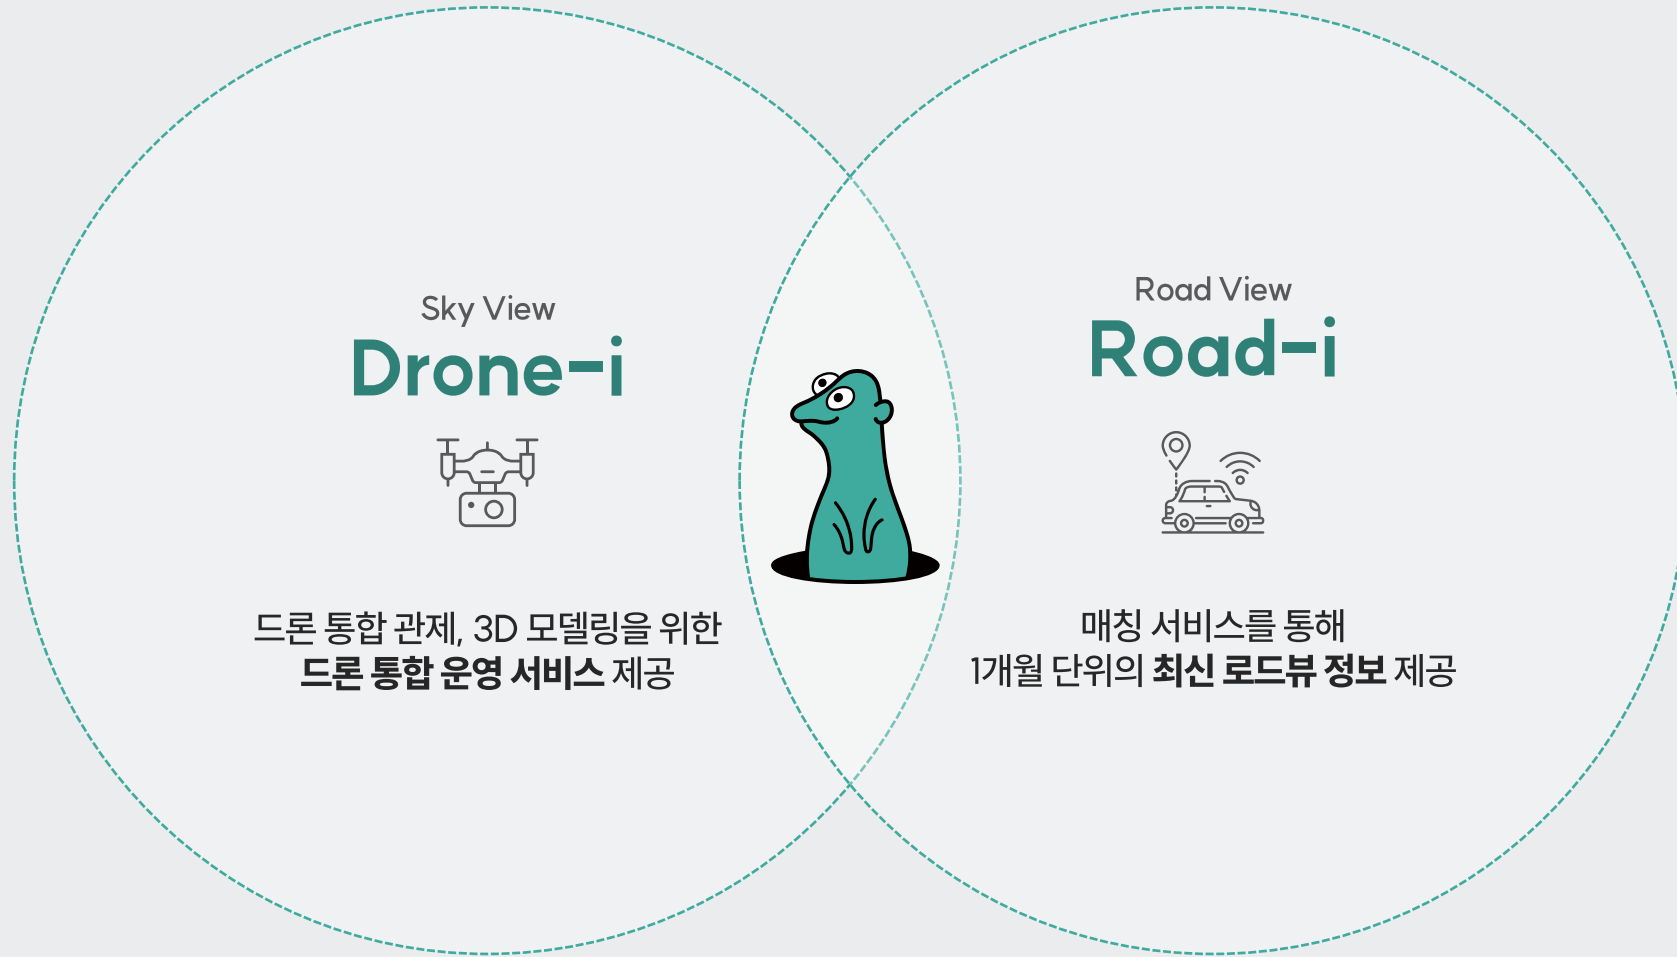 Sky View
Drone-i
드론 통합 관제, 3D 모델링을 위한
드론 통합 운영 서비스 제공
Road View
Road-i
매칭 서비스를 통해
1개월 단위의 최신 로드뷰 정보 제공